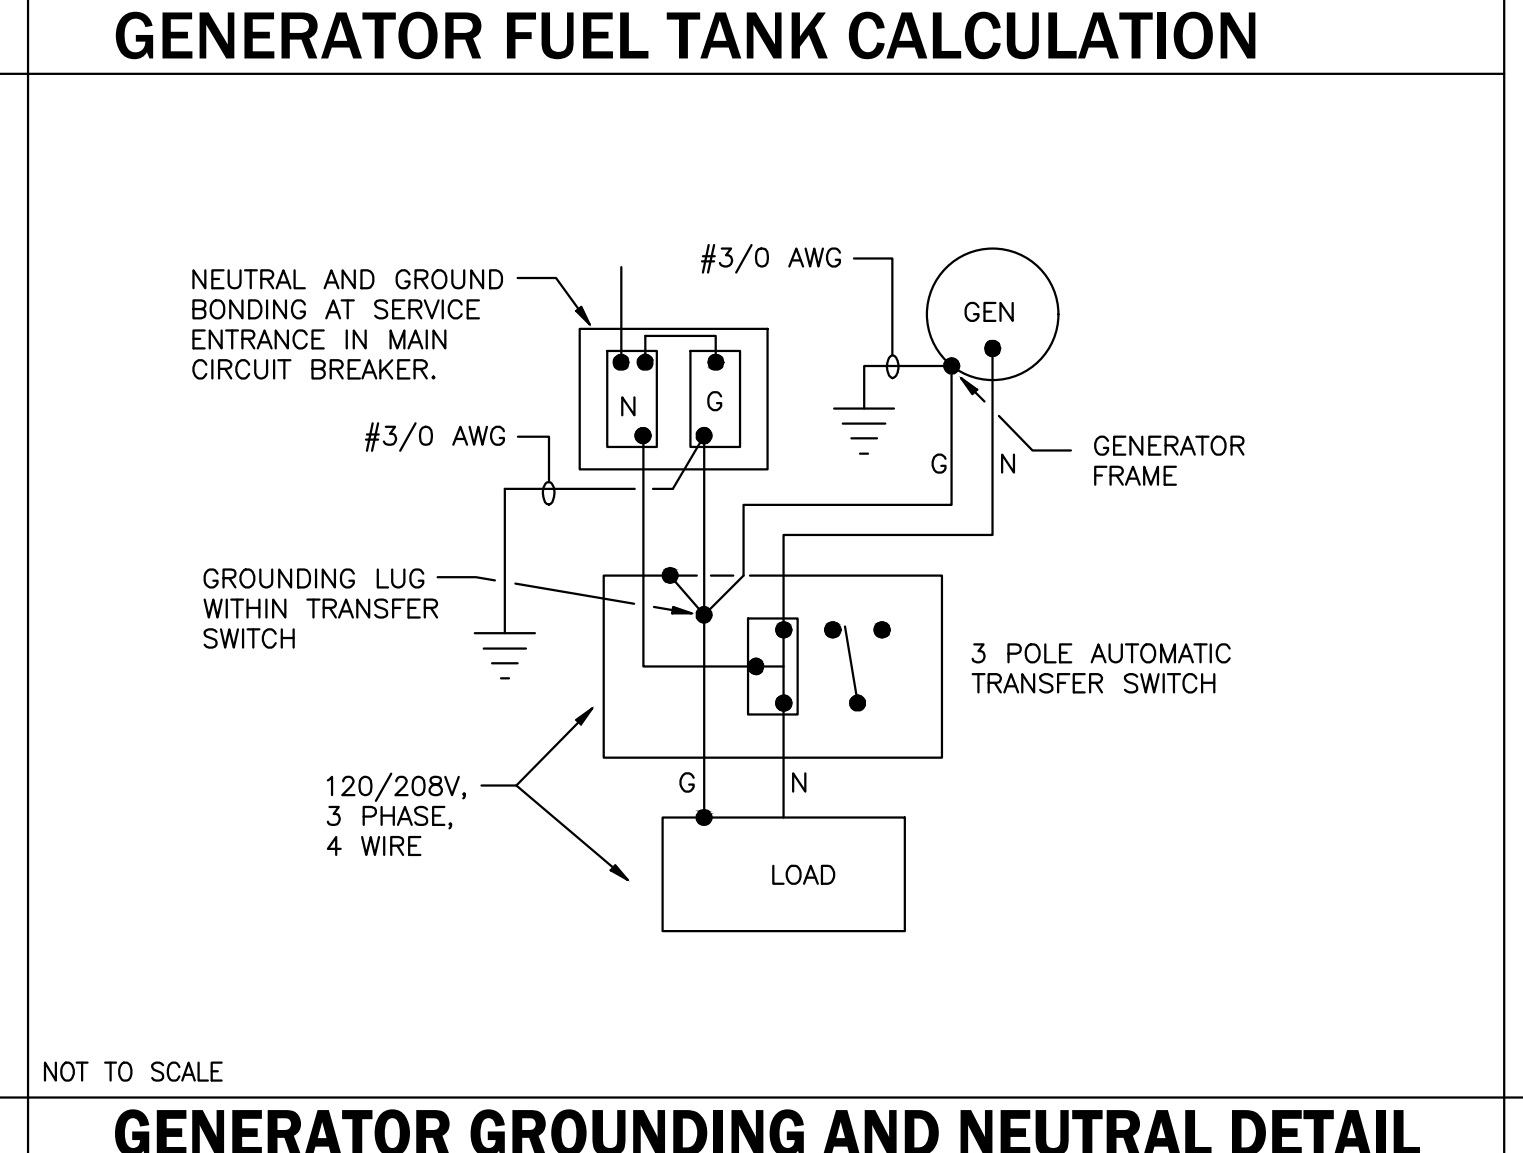 GENERATOR FUEL TANK CALCULATION
#3/0 AWG
NEUTRAL AND GROUND
BONDING AT SERVICE
ENTRANCE IN MAIN
CIRCUIT BREAKER.
GEN
N
G
#3/0 AWG
G
N
GENERATOR
FRAME
GROUNDING LUG
WITHIN TRANSFER
SWITCH
3 POLE AUTOMATIC
TRANSFER SWITCH
120/208V,
3 PHASE,
4 WIRE
G
N
LOAD
NOT TO SCALE
GENERATOR GROUNDING AND NEUTRAL DETAIL